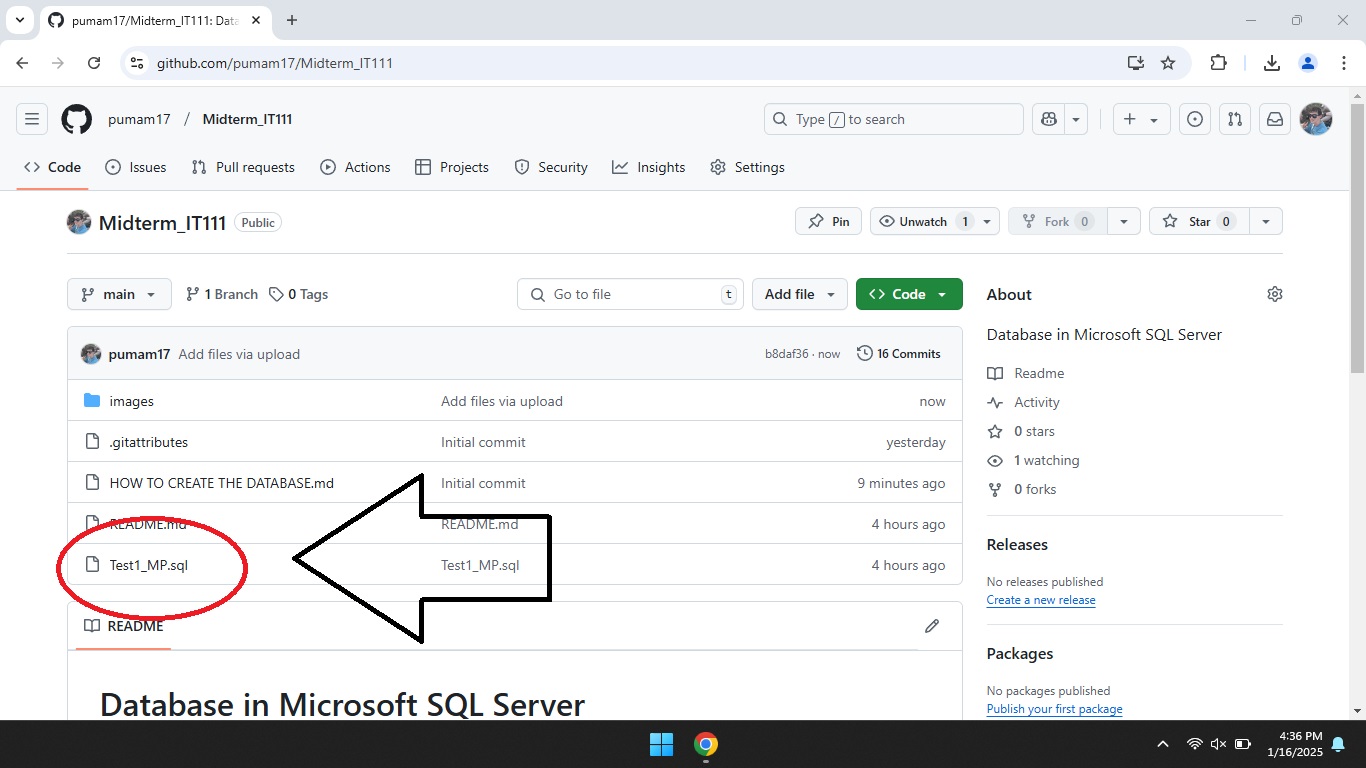 pumam17/Midterm_IT111: Data
github.com/pumam17/Midterm_IT111
pumam17 / Midterm_IT111
Type / to search
Code Issues Pull requests Actions Projects Security Insights Settings
Midterm_IT111 Public
Pin Unwatch 1 Fork 0 Star 0
main 1 Branch 0 Tags Go to file t Add file Code
pumam17 Add files via upload b8daf36 · now 16 Commits
images Add files via upload now
.gitattributes Initial commit yesterday
HOW TO CREATE THE DATABASE.md Initial commit 9 minutes ago
README.md README.md 4 hours ago
Test1_MP.sql Test1_MP.sql 4 hours ago
README
Database in Microsoft SQL Server
About
Database in Microsoft SQL Server
Readme
Activity
0 stars
1 watching
0 forks
Releases
No releases published
Create a new release
Packages
No packages published
Publish your first package
4:36 PM
1/16/2025